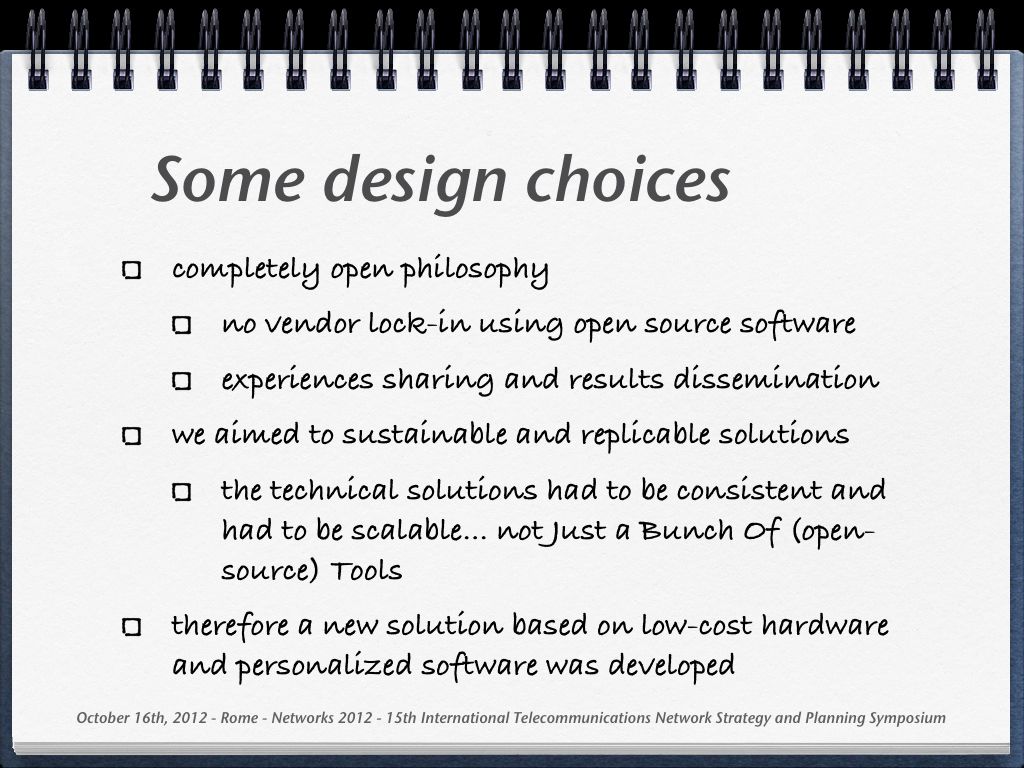 Some design choices
completely open philosophy
no vendor lock-in using open source software
experiences sharing and results dissemination
we aimed to sustainable and replicable solutions
the technical solutions had to be consistent and
had to be scalable... not Just a Bunch Of (open-
source) Tools
therefore a new solution based on low-cost hardware
and personalized software was developed
October 16th, 2012 - Rome - Networks 2012 - 15th International Telecommunications Network Strategy and Planning Symposium